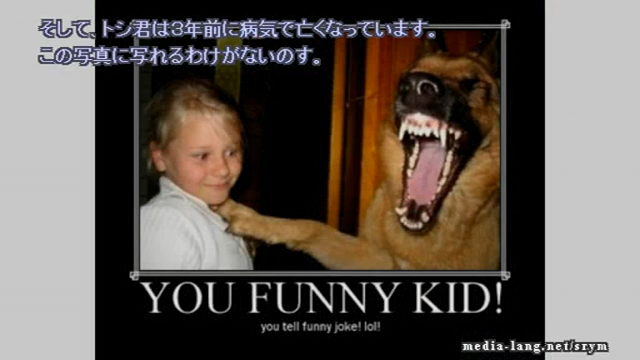 そして、トシ君は3年前に病気で亡くなっています。
この写真に写れるわけがないのす。
YOU FUNNY KID!
you tell funny joke! lol!
media-lang.net/srym